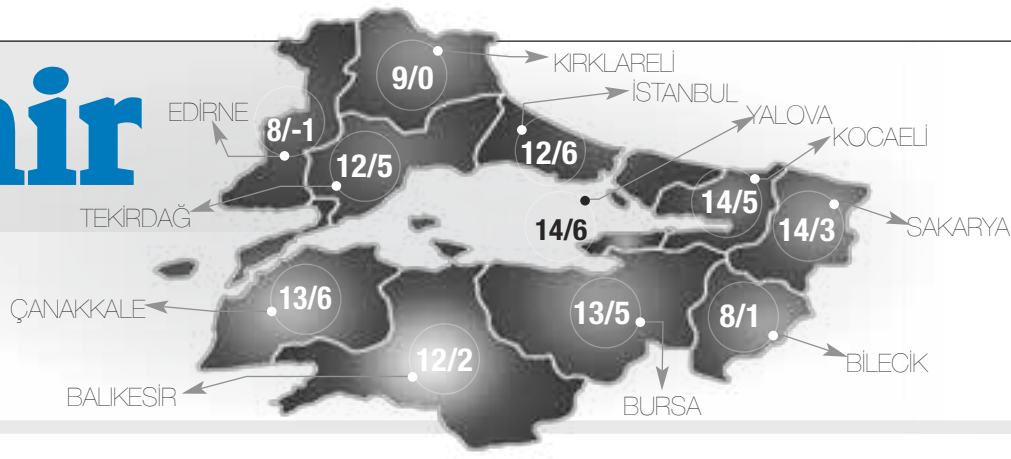 KIRKLARELİ
9/0
İSTANBUL
12/6
EDİRNE
8/-1
YALOVA
14/6
KOCAELİ
14/5
TEKİRDAĞ
12/5
SAKARYA
14/3
ÇANAKKALE
13/6
BURSA
13/5
BİLECİK
8/1
BALIKESİR
12/2